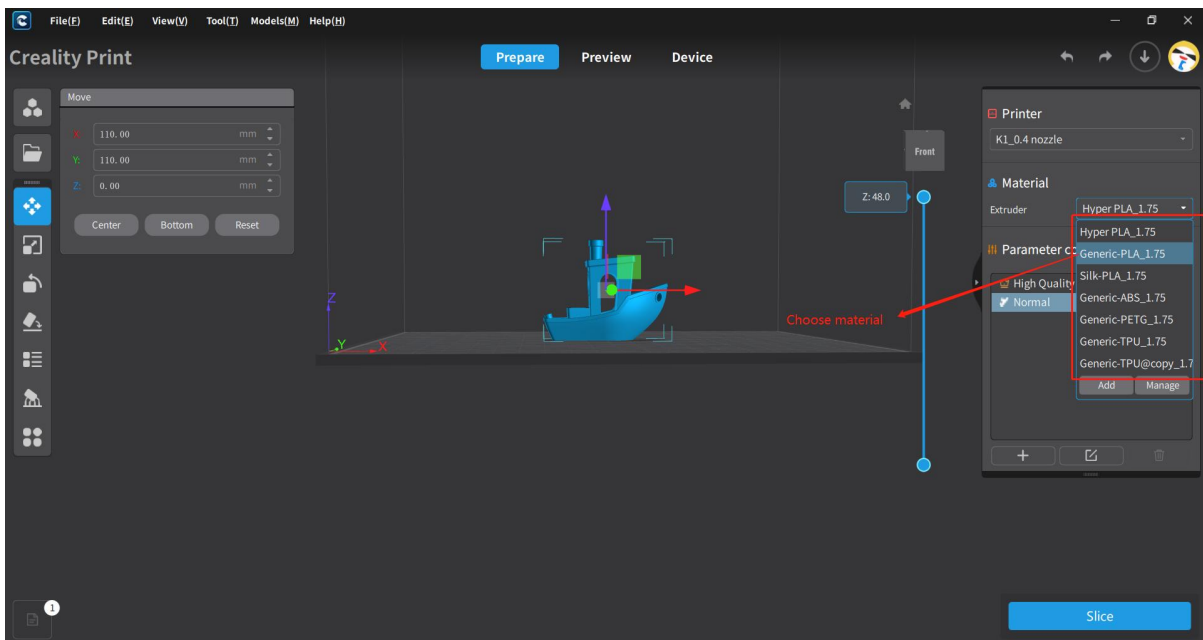 File(F) Edit(E) View(V) Tool(T) Models(M) Help(H)
Creality Print
Prepare Preview Device
Move
X: 110.00 mm
Y: 110.00 mm
Z: 0.00 mm
Center Bottom Reset
Z
Y
X
Front
Z: 48.0
Choose material
Printer
K1_0.4 nozzle
Material
Extruder Hyper PLA_1.75
Hyper PLA_1.75
Parameter co
Generic-PLA_1.75
High Quality
Silk-PLA_1.75
Normal
Generic-ABS_1.75
Generic-PETG_1.75
Generic-TPU_1.75
Generic-TPU@copy_1.7
Add Manage
1
Slice